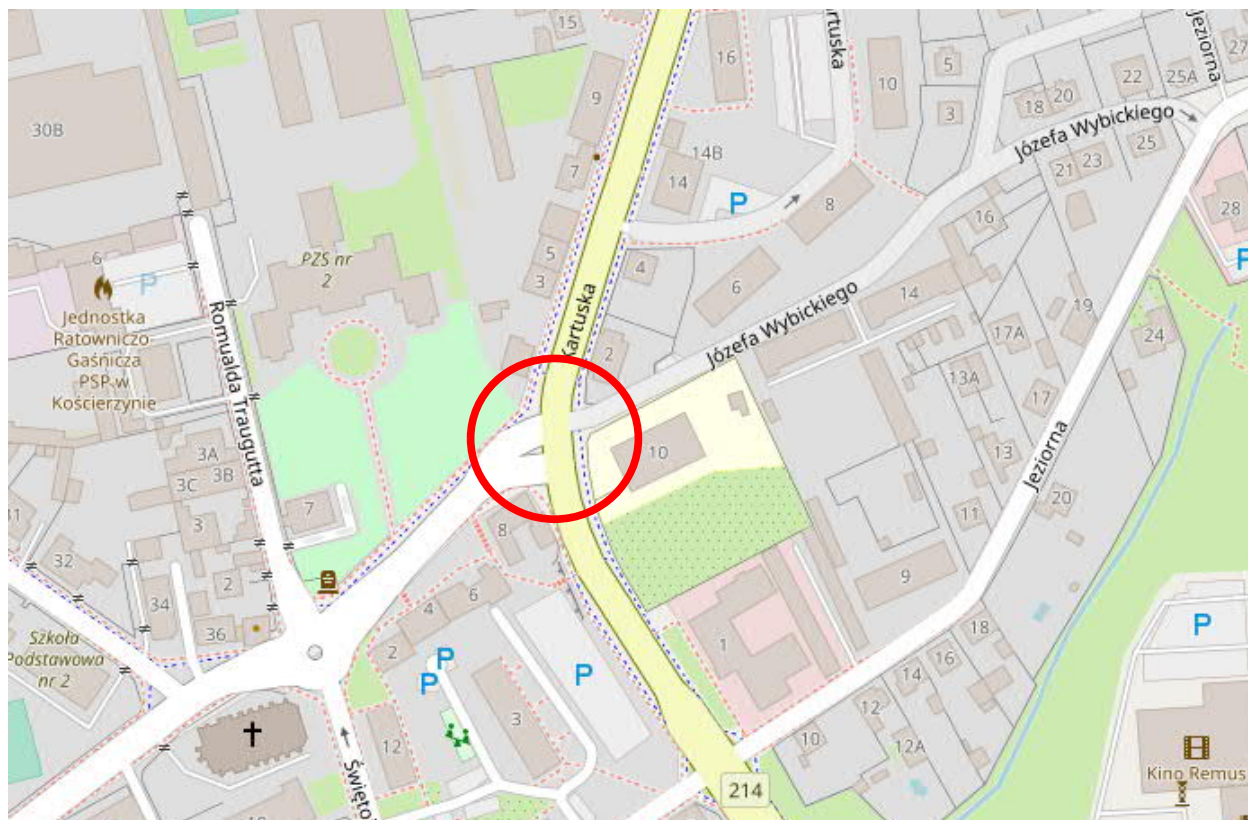 15
9
16
Kartuska
10
5
22
25A
Jeziorna
27
30B
7
14B
14
3
18
20
Józefa Wybickiego
25
21
23
28
P
8
16
PZS nr
2
5
3
4
6
6
P
Jednostka
Ratowniczo-
Gaśnicza
PSP w
Kościerzynie
Romualda Traugutta
Kartuska
2
Józefa Wybickiego
14
17A
19
24
P
13A
17
3A
3B
3C
3
7
10
13
Jeziorna
11
20
8
32
2
34
36
4
6
9
1
18
16
14
12
10
12A
Szkoła
Podstawowa
nr 2
2
P
P
P
3
12
Święto
214
P
Kino Remus